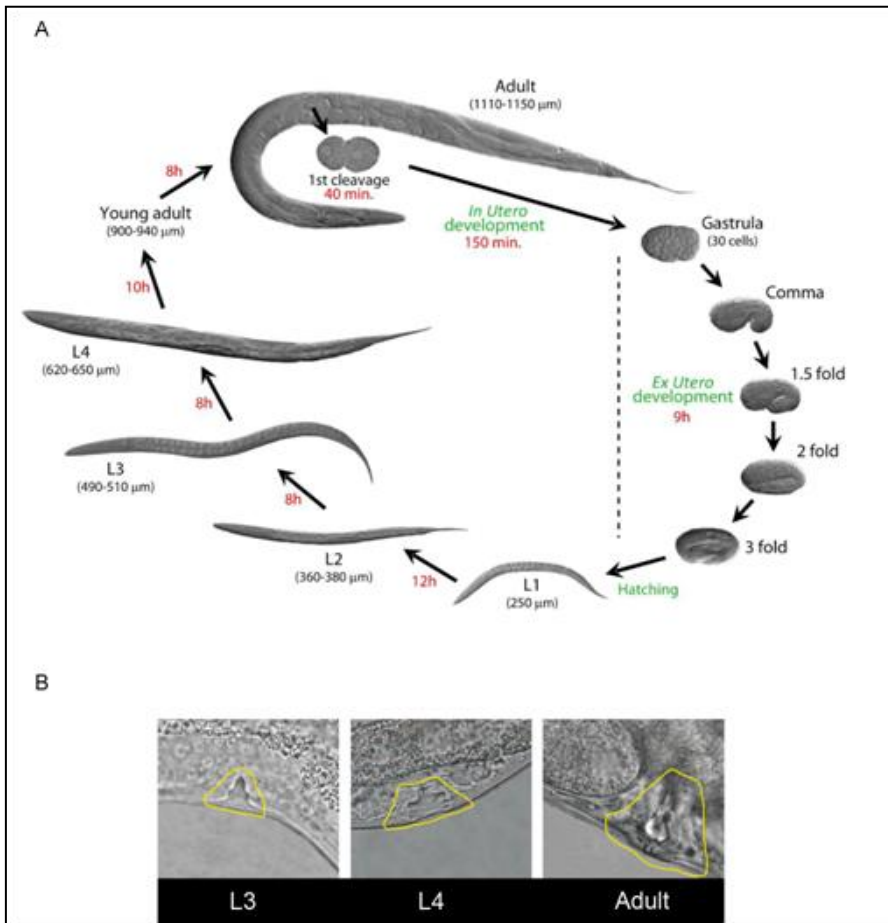 A
Adult
(1110-1150 μm)
1st cleavage
40 min.
8h
Young adult
(900-940 μm)
In Utero
development
150 min.
Gastrula
(30 cells)
Comma
10h
L4
(620-650 μm)
1.5 fold
Ex Utero
development
9h
8h
2 fold
L3
(490-510 μm)
8h
3 fold
L2
(360-380 μm)
12h
L1
(250 μm)
Hatching
B
L3
L4
Adult